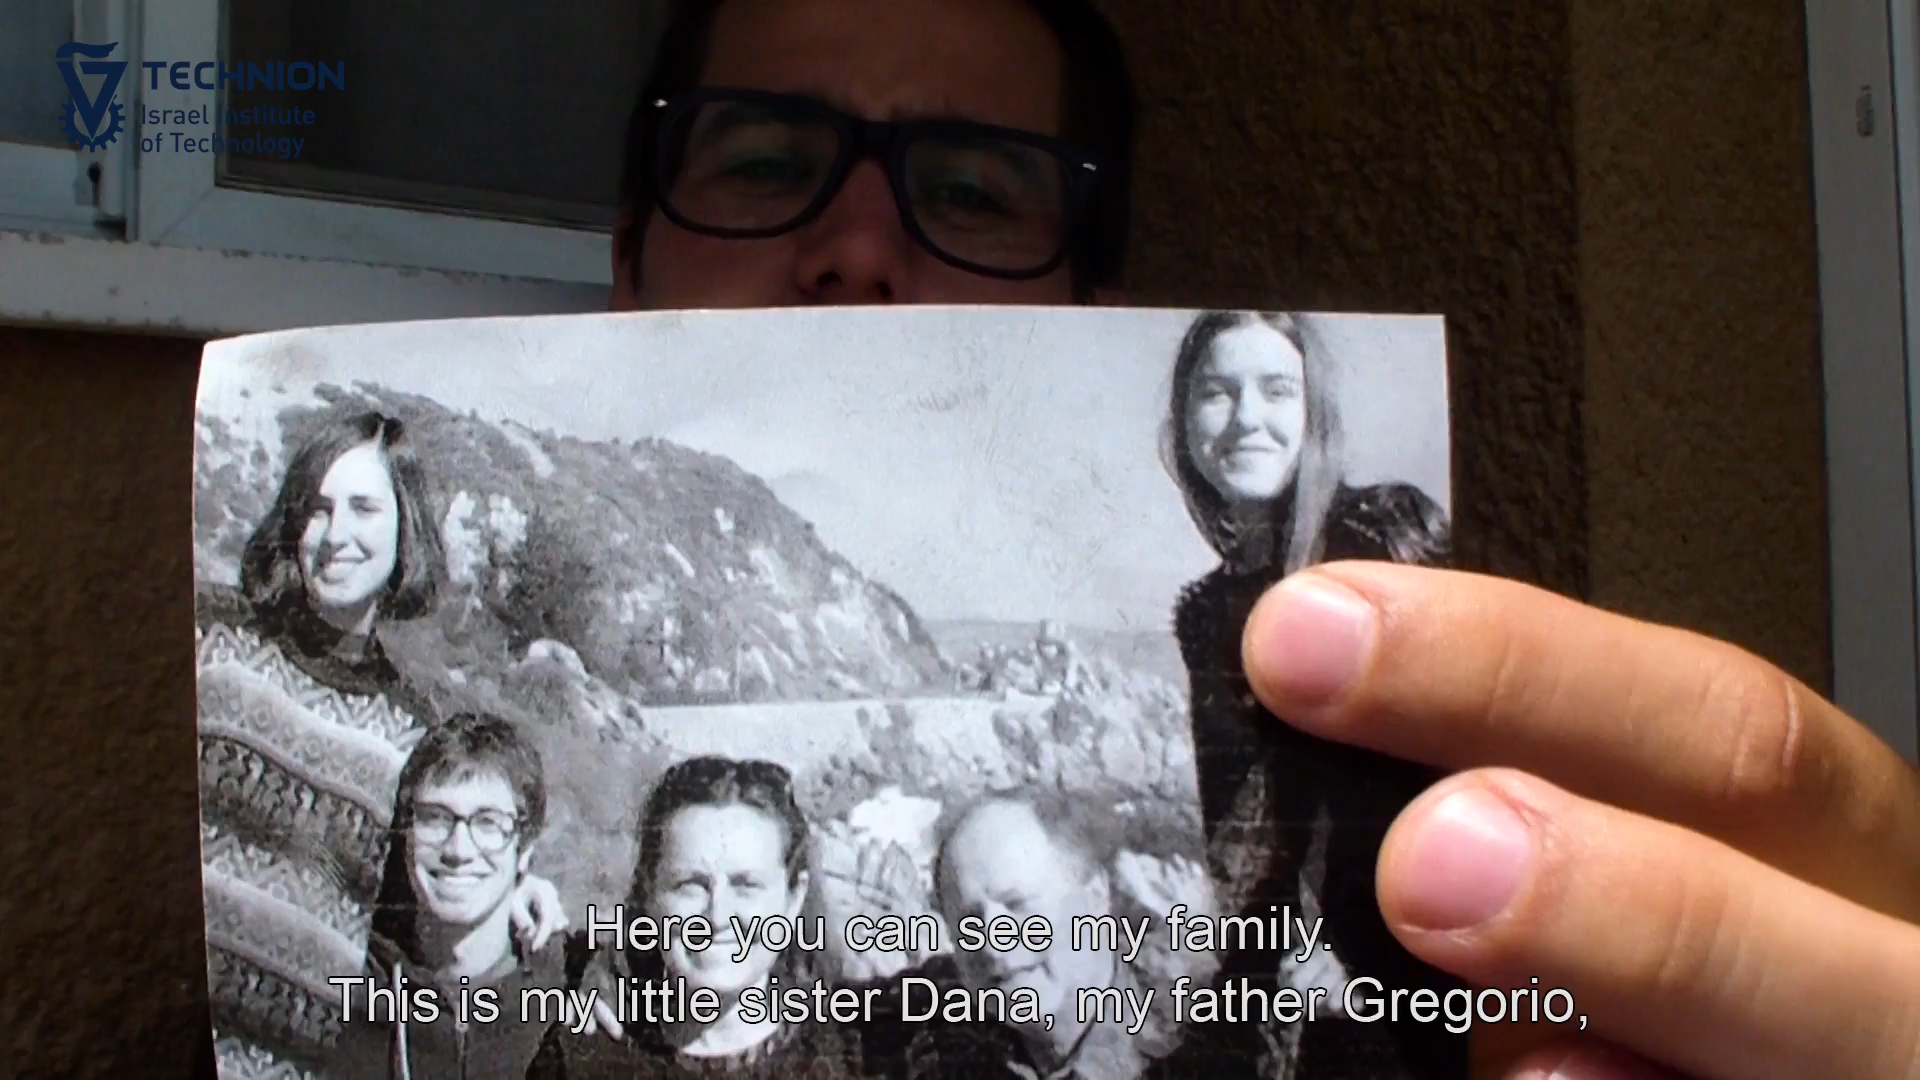 TECHNION
Israel Institute
of Technology
Here you can see my family.
This is my little sister Dana, my father Gregorio,